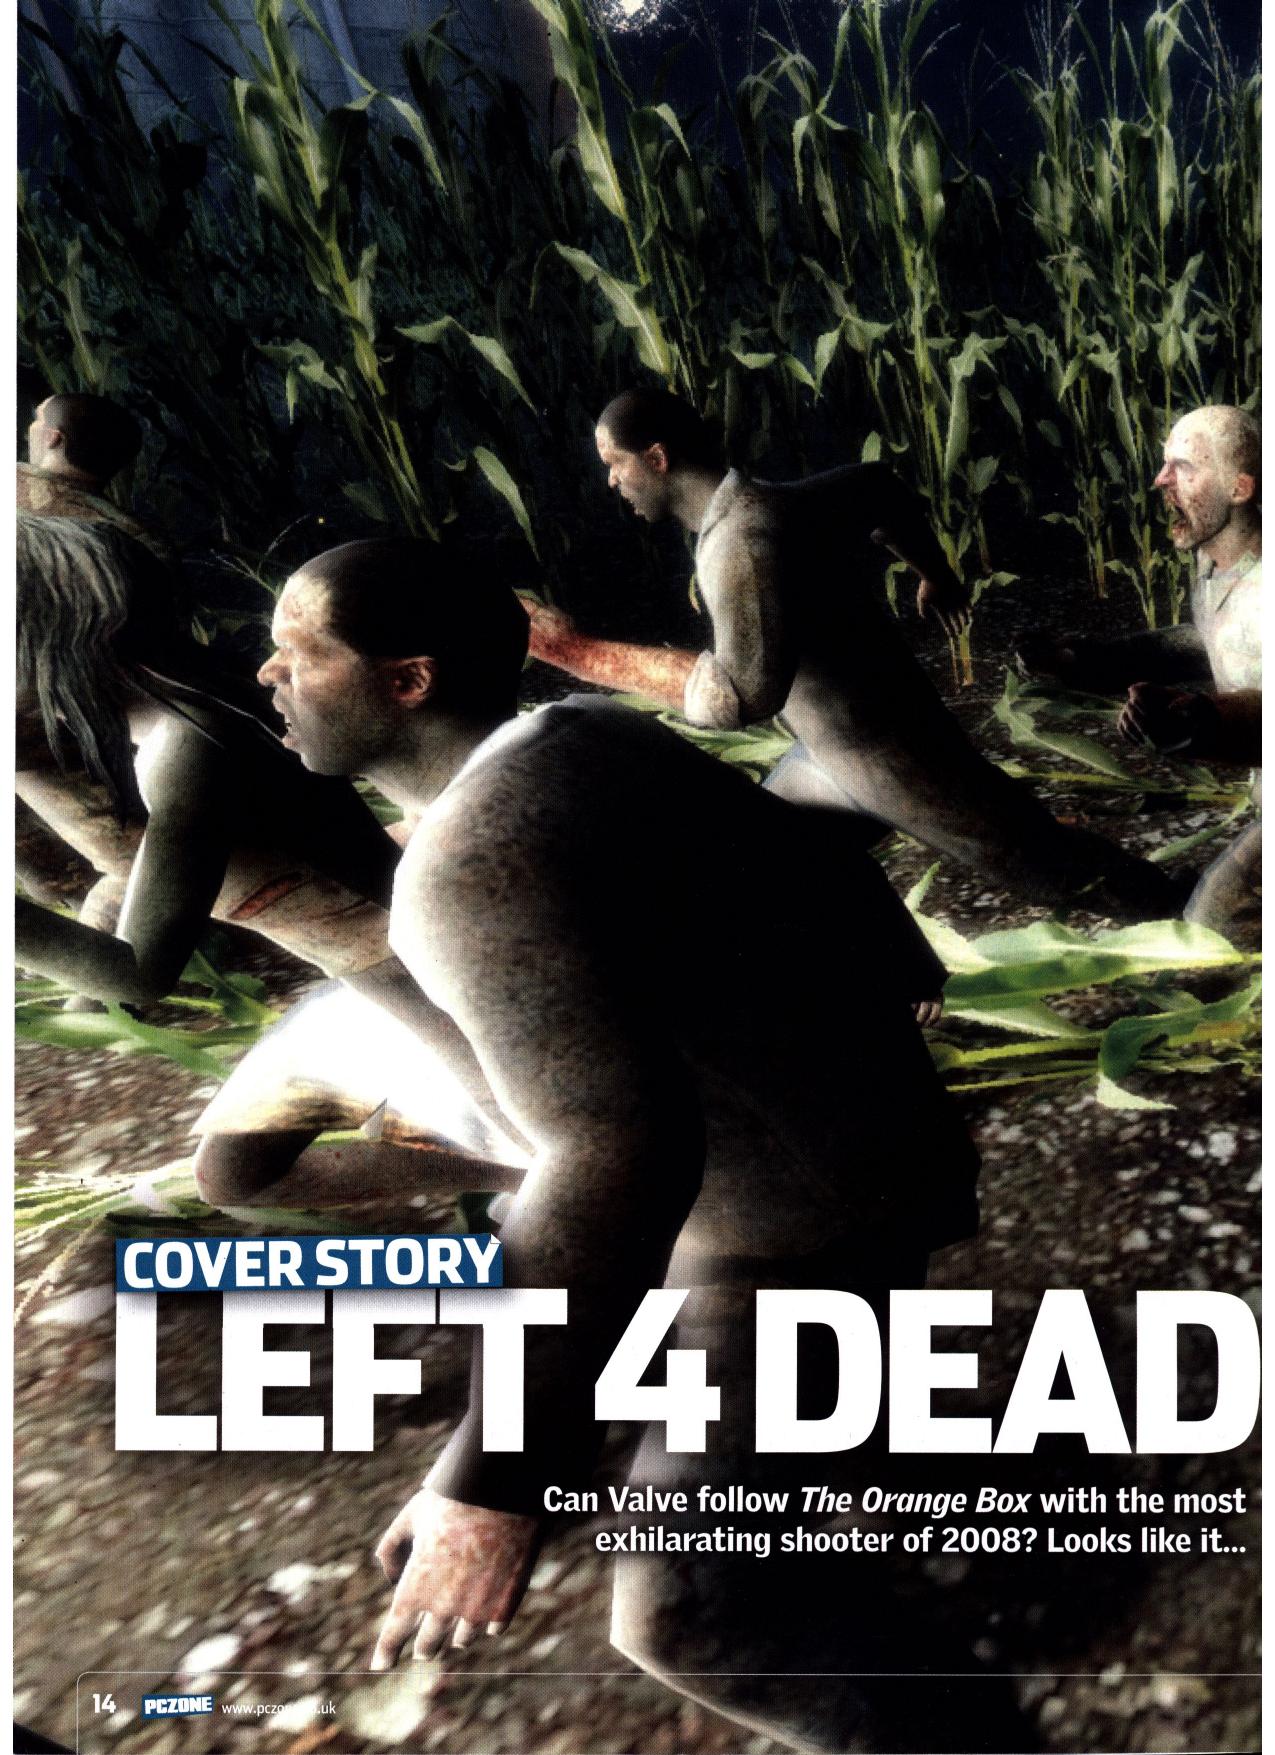 COVER STORY
LEFT 4 DEAD
Can Valve follow The Orange Box with the most
exhilarating shooter of 2008? Looks like it...
14 PCZONE